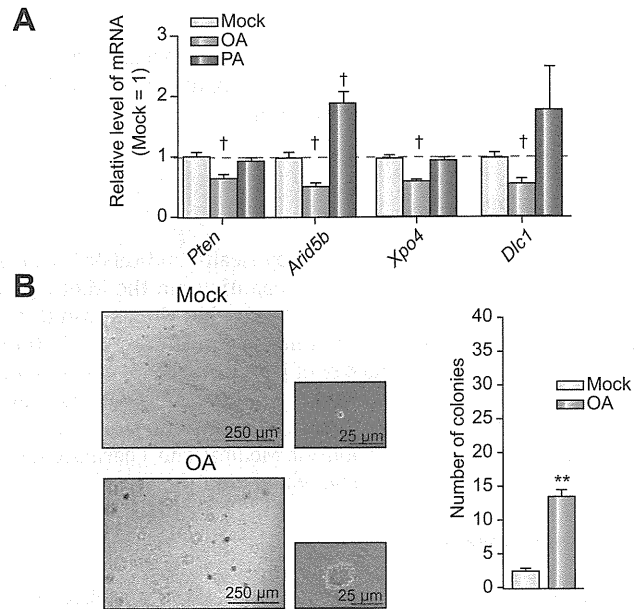 A
Relative level of mRNA
(Mock = 1)
3
2
1
0
Mock
OA
PA
†
†
†
†
†
Pten
Arid5b
Xpo4
Dlc1
B
Mock
250 µm
25 µm
OA
250 µm
25 µm
Number of colonies
40
35
30
25
20
15
10
5
0
Mock
OA
**